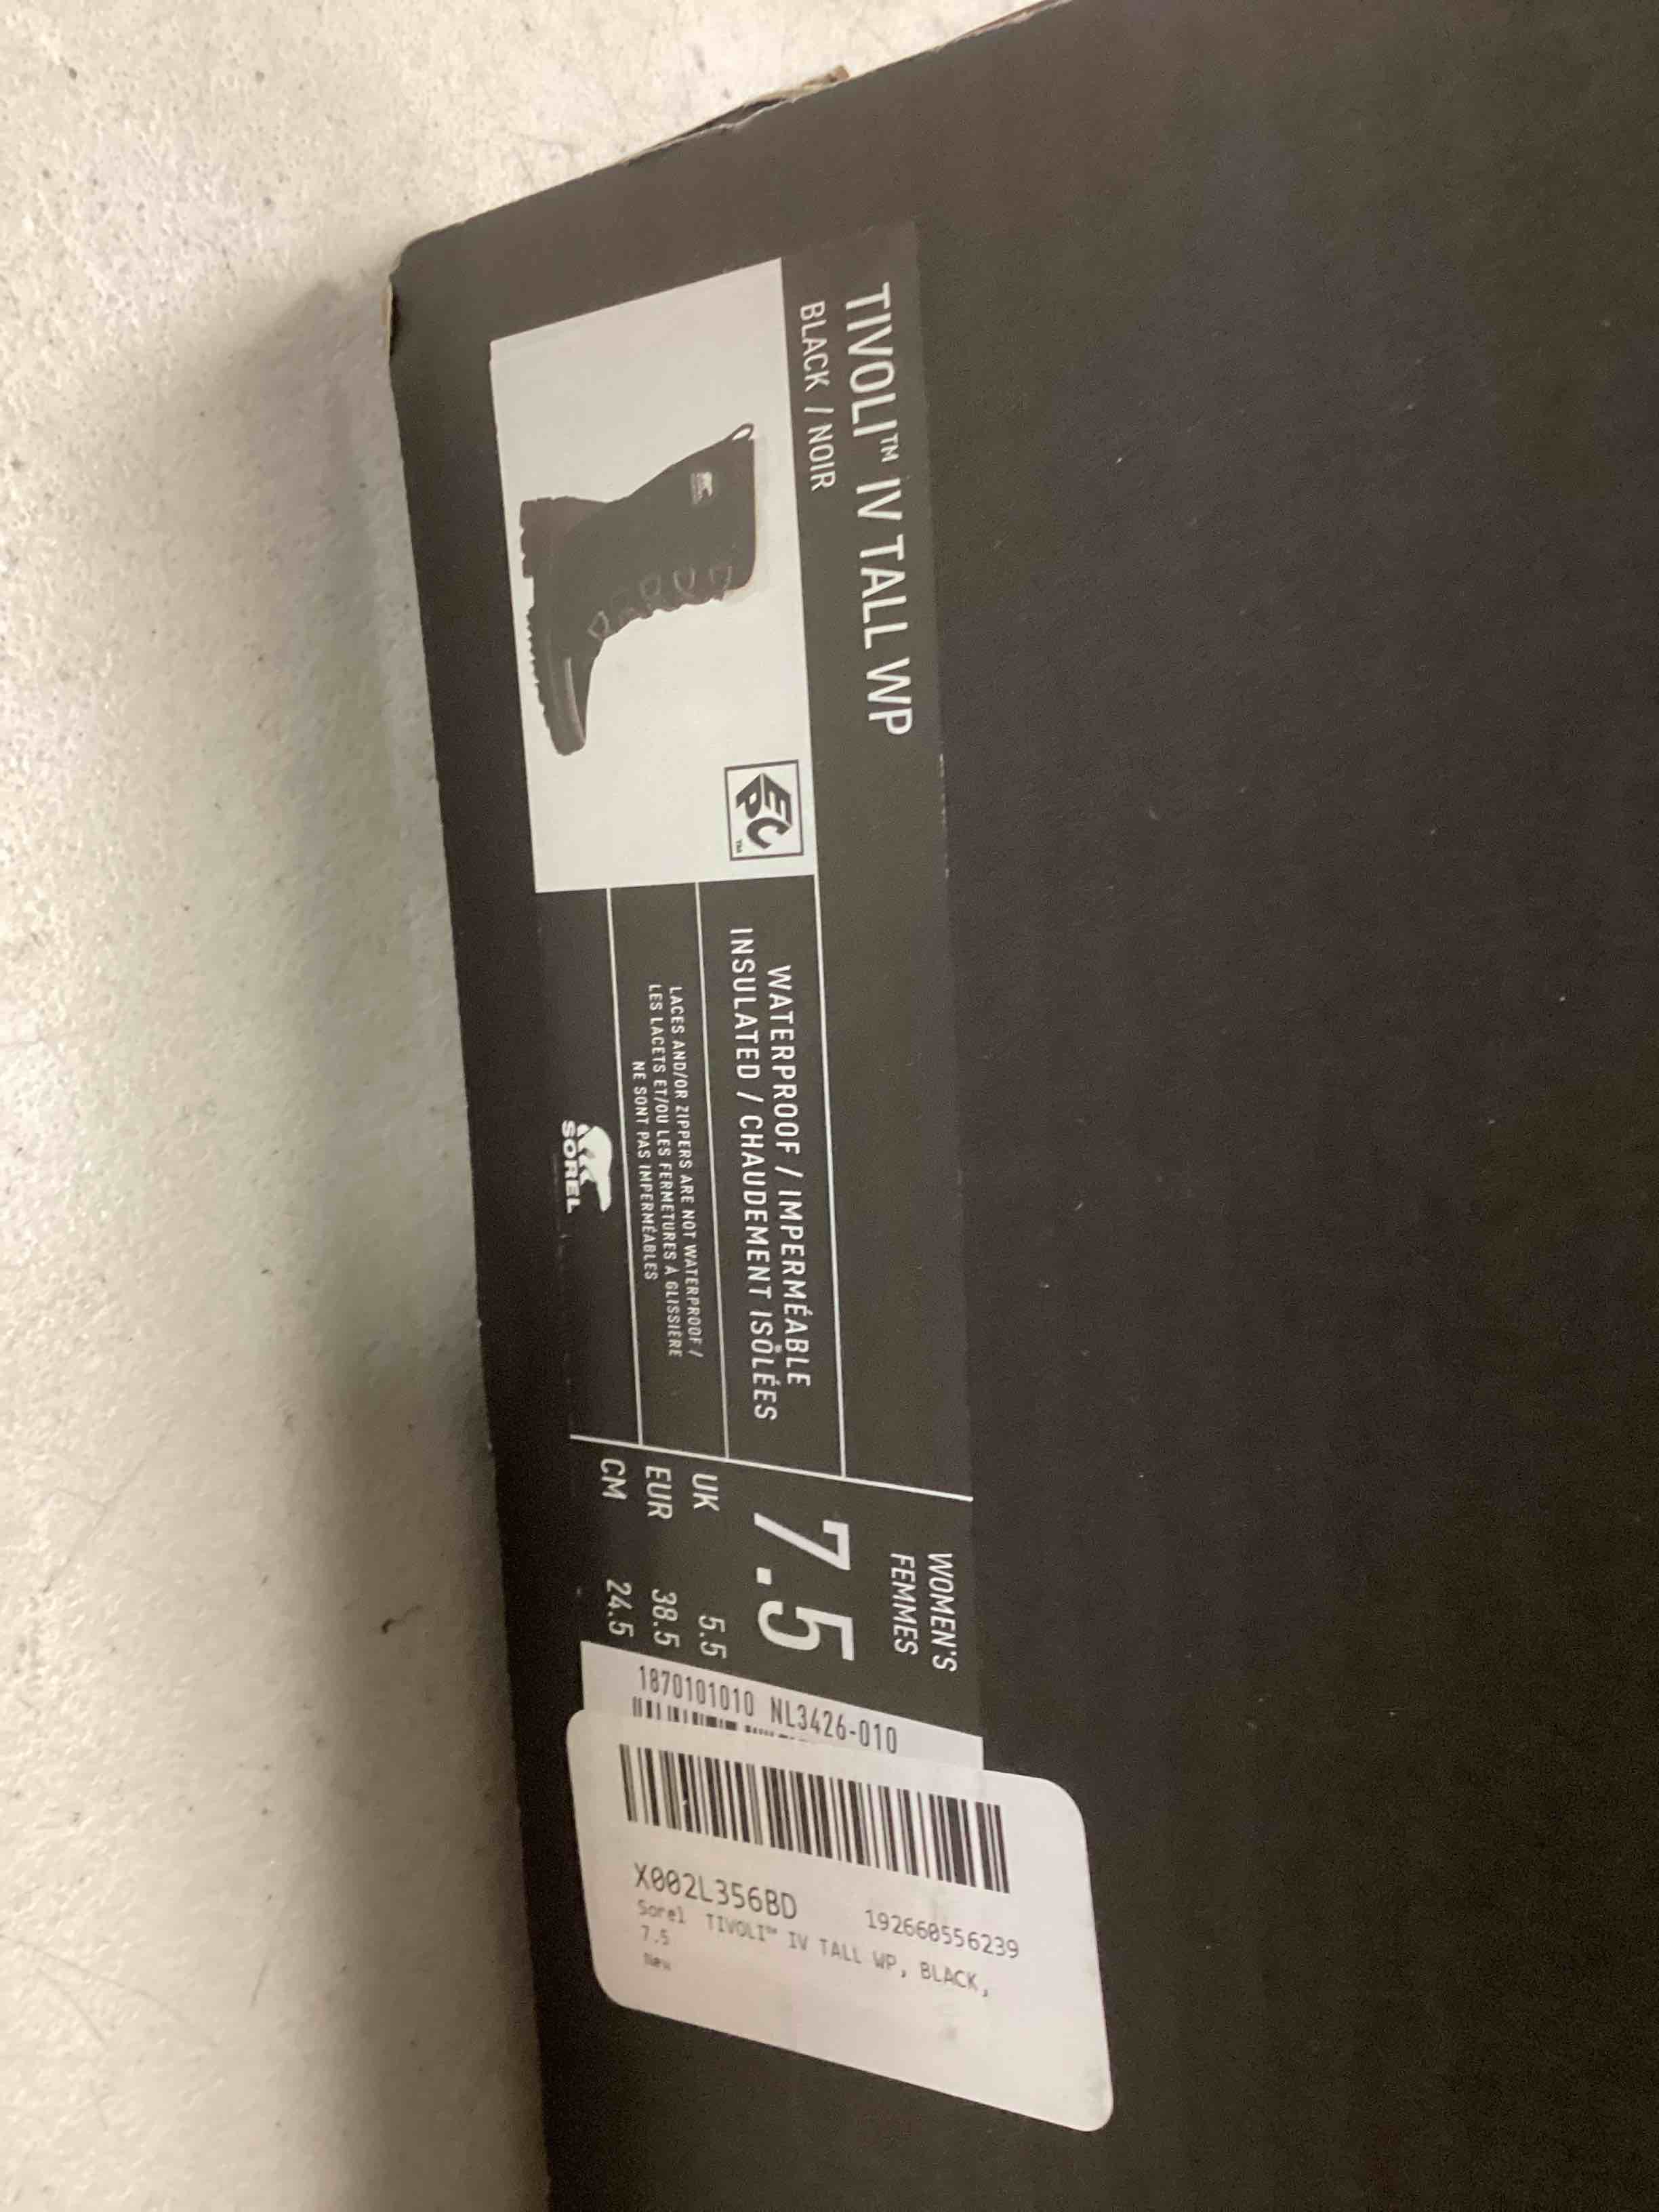 TIVOLI™ IV TALL WP
BLACK / NOIR
EPC™
WATERPROOF / IMPERMÉABLE
INSULATED / CHAUDEMENT ISOLÉES
LACES AND/OR ZIPPERS ARE NOT WATERPROOF /
LES LACETS ET/OU LES FERMETURES À GLISSIÈRE
NE SONT PAS IMPERMÉABLES
SOREL
WOMEN'S
FEMMES
7.5
UK 5.5
EUR 38.5
CM 24.5
1870101010 NL3426-010
X002L356BD 192660556239
Sorel TIVOLI™ IV TALL WP, BLACK,
7.5
New